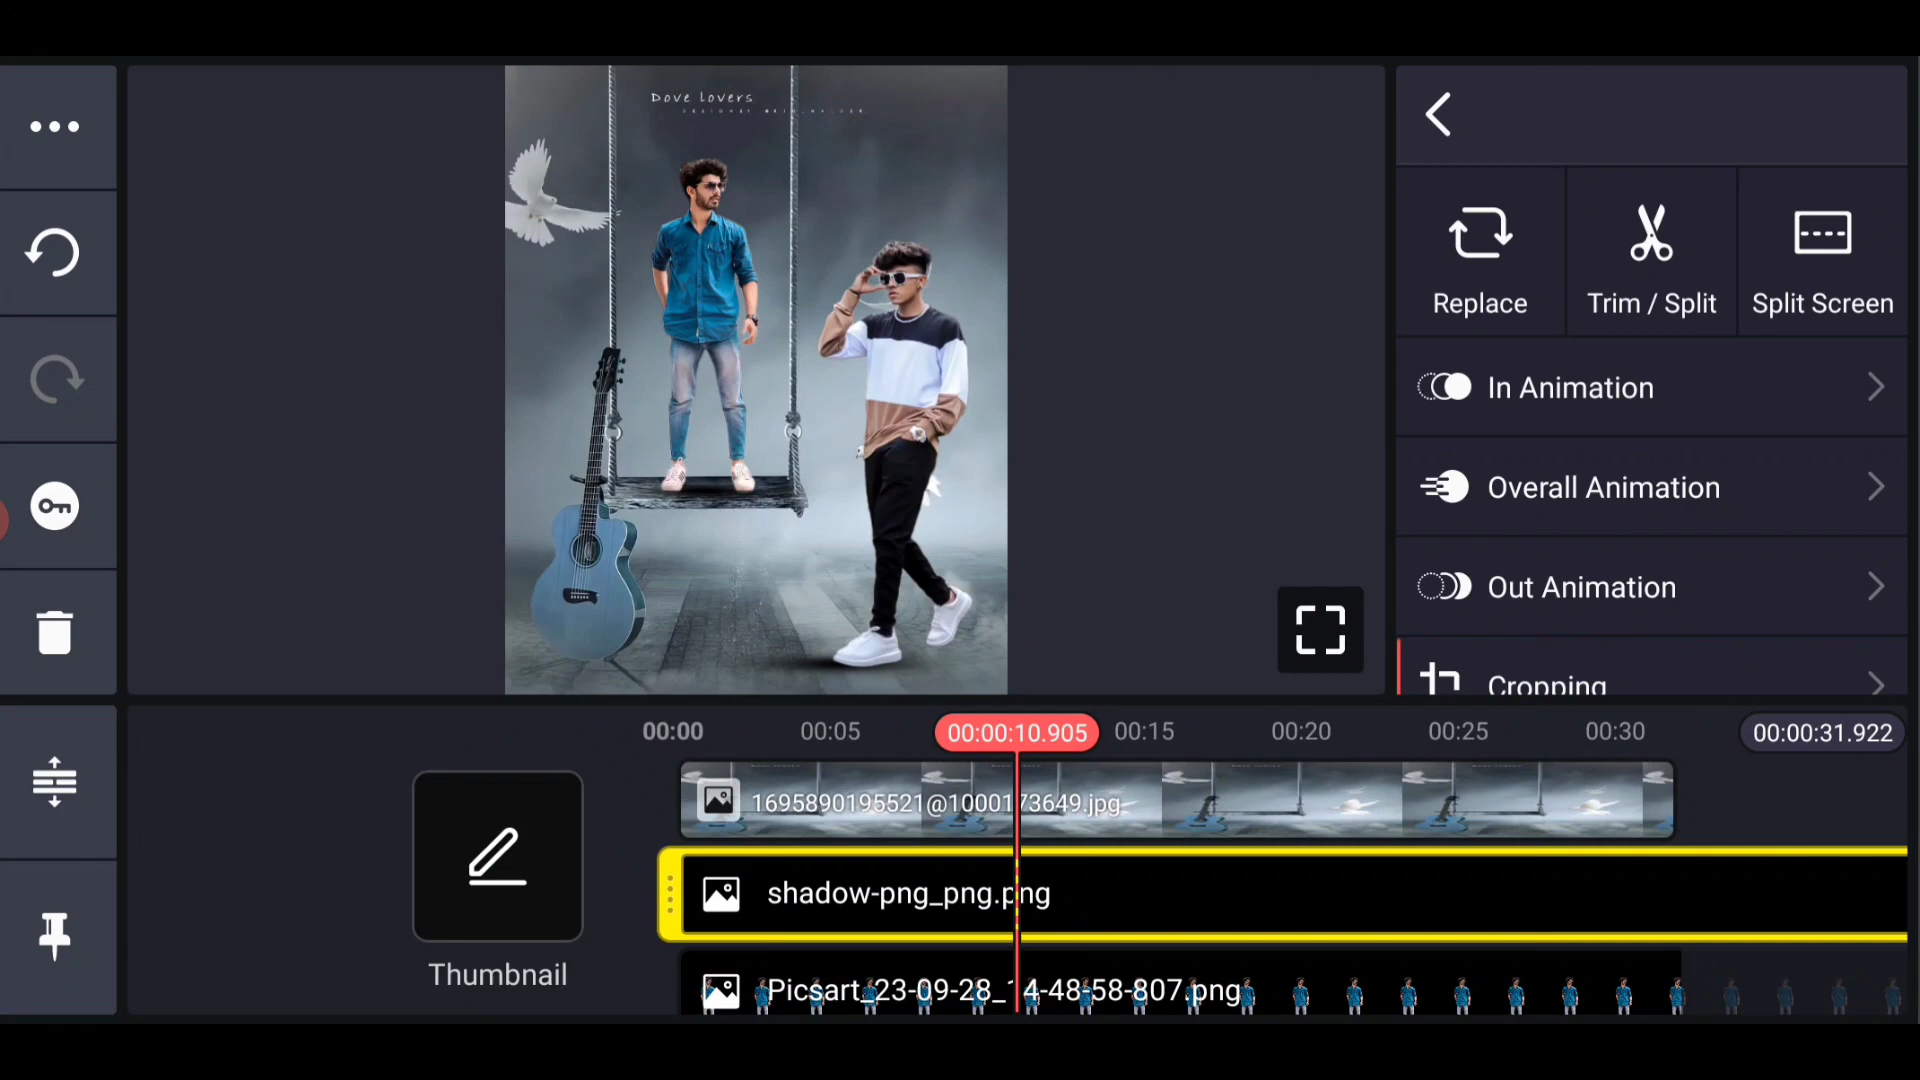 Dove Lovers
Replace
Trim / Split
Split Screen
In Animation
Overall Animation
Out Animation
Cropping
00:00
00:05
00:00:10.905
00:15
00:20
00:25
00:30
00:00:31.922
1695890195521@1000173649.jpg
shadow-png_png.png
Picsart_23-09-28_14-48-58-807.png
Thumbnail